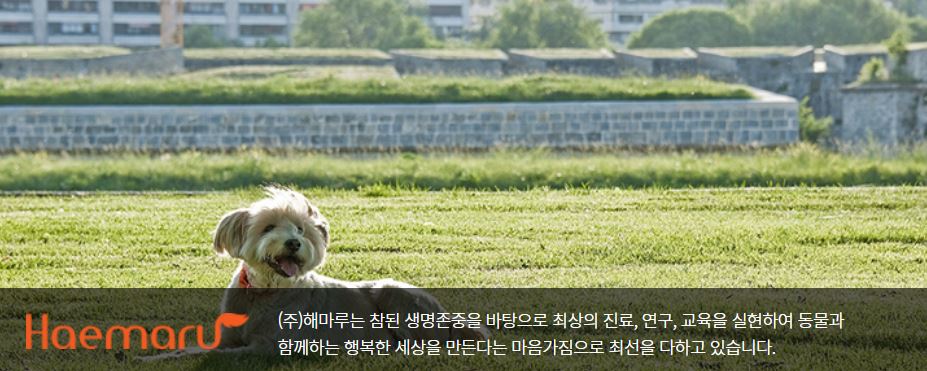 Haemaru
(주)해마루는 참된 생명존중을 바탕으로 최상의 진료, 연구, 교육을 실현하여 동물과
함께하는 행복한 세상을 만든다는 마음가짐으로 최선을 다하고 있습니다.